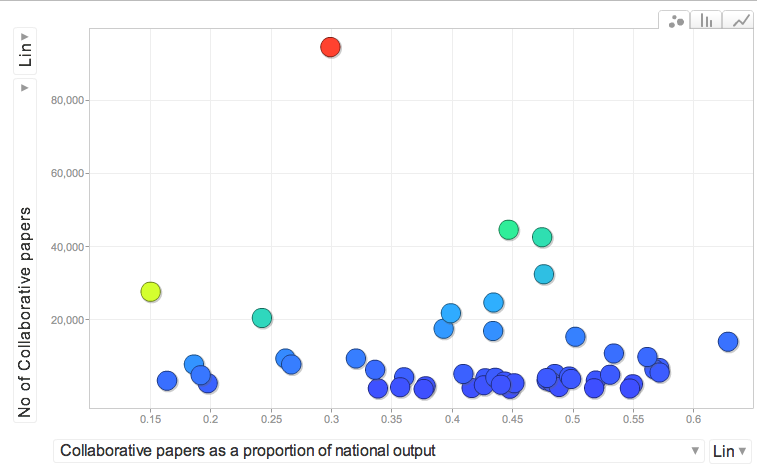 Lin
No of Collaborative papers
80,000
60,000
40,000
20,000
0.15 0.2 0.25 0.3 0.35 0.4 0.45 0.5 0.55 0.6
Collaborative papers as a proportion of national output
Lin